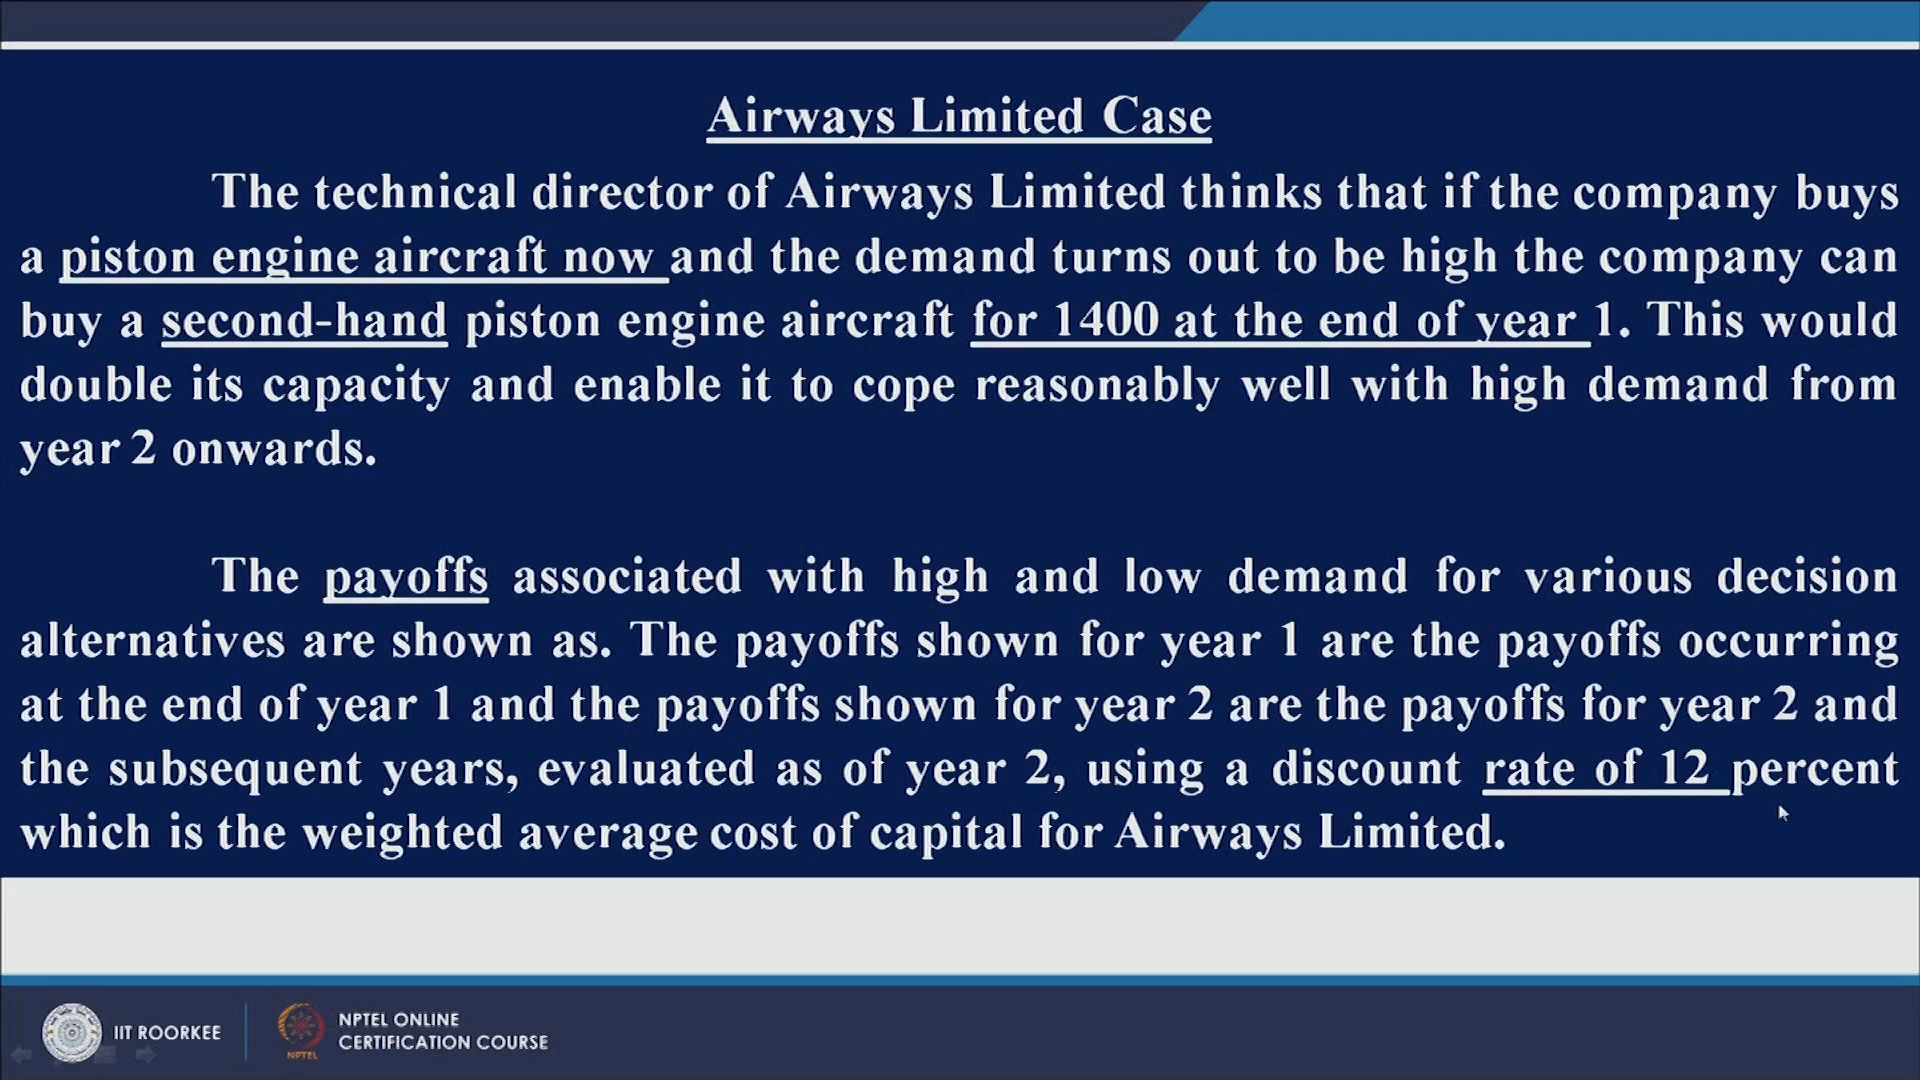 Airways Limited Case
The technical director of Airways Limited thinks that if the company buys
a piston engine aircraft now and the demand turns out to be high the company can
buy a second-hand piston engine aircraft for 1400 at the end of year 1. This would
double its capacity and enable it to cope reasonably well with high demand from
year 2 onwards.
The payoffs associated with high and low demand for various decision
alternatives are shown as. The payoffs shown for year 1 are the payoffs occurring
at the end of year 1 and the payoffs shown for year 2 are the payoffs for year 2 and
the subsequent years, evaluated as of year 2, using a discount rate of 12 percent
which is the weighted average cost of capital for Airways Limited.
IIT ROORKEE
NPTEL
NPTEL ONLINE
CERTIFICATION COURSE